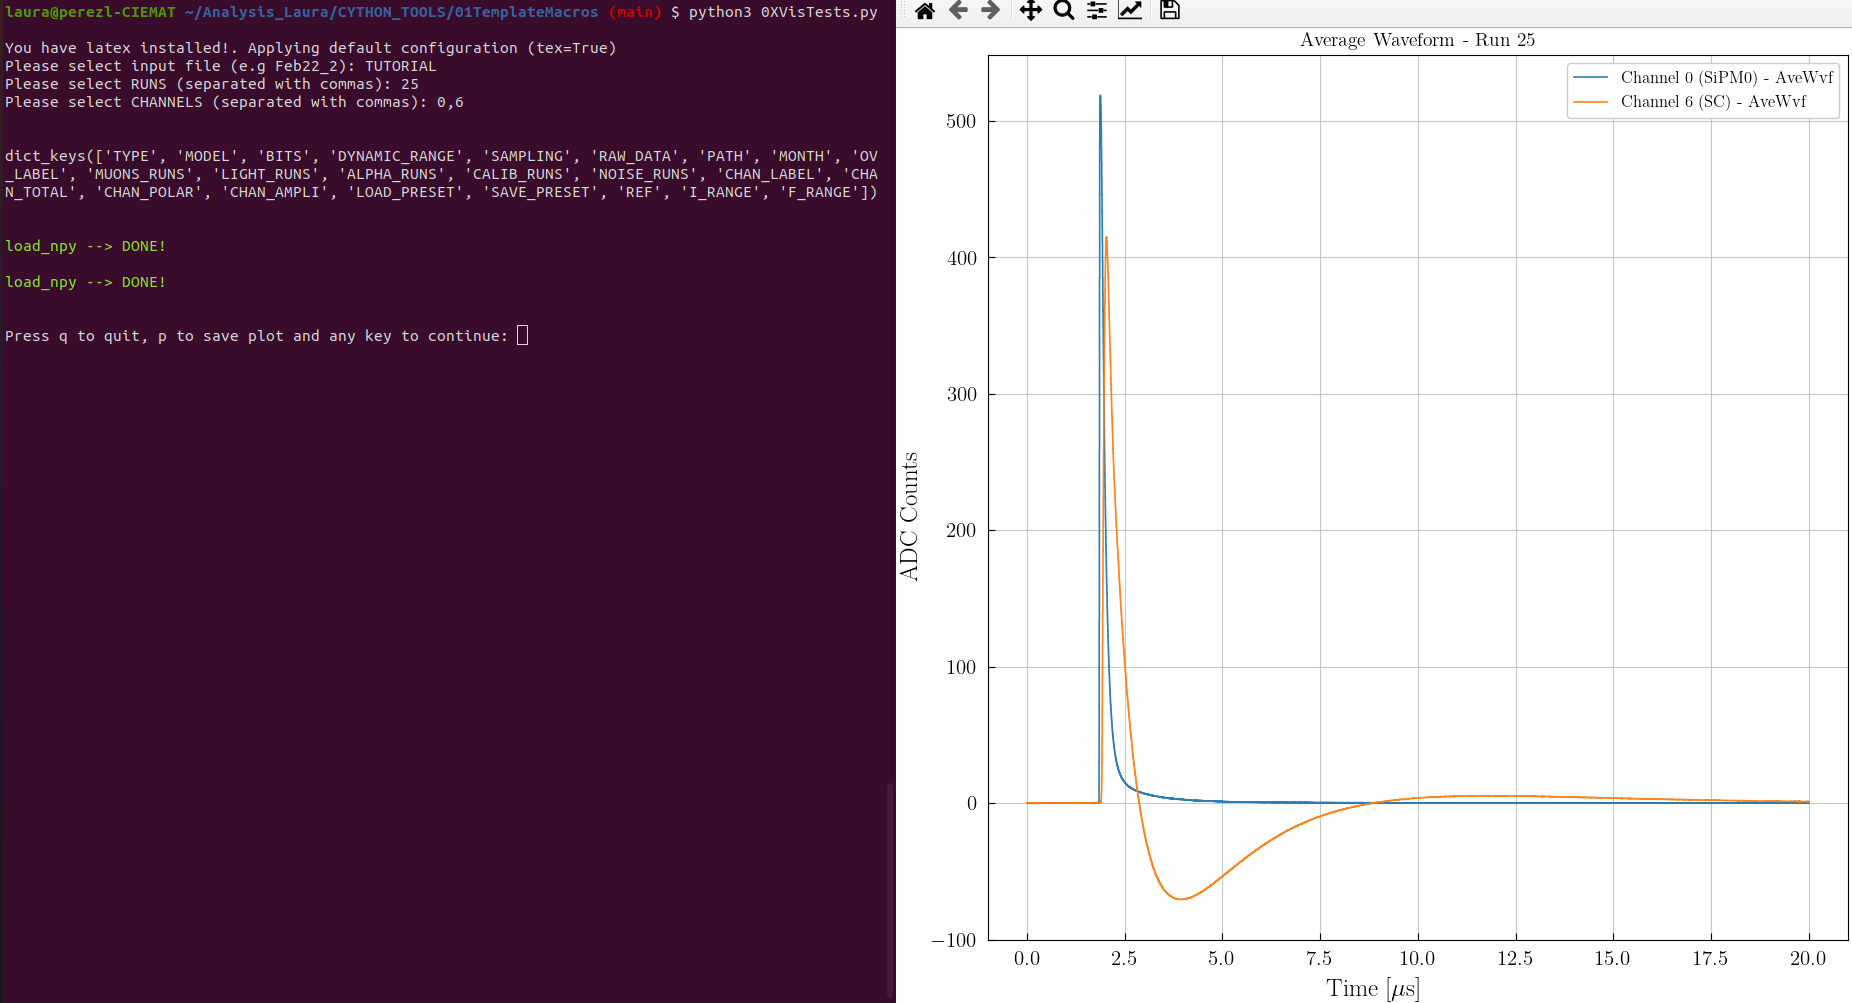 laura@perezl-CIEMAT ~/Analysis_Laura/CYTHON_TOOLS/01TemplateMacros (main) $ python3 0XVisTests.py
You have latex installed!. Applying default configuration (tex=True)
Please select input file (e.g Feb22_2): TUTORIAL
Please select RUNS (separated with commas): 25
Please select CHANNELS (separated with commas): 0,6
dict_keys(['TYPE', 'MODEL', 'BITS', 'DYNAMIC_RANGE', 'SAMPLING', 'RAW_DATA', 'PATH', 'MONTH', 'OV
_LABEL', 'MUONS_RUNS', 'LIGHT_RUNS', 'ALPHA_RUNS', 'CALIB_RUNS', 'NOISE_RUNS', 'CHAN_LABEL', 'CHA
N_TOTAL', 'CHAN_POLAR', 'CHAN_AMPLI', 'LOAD_PRESET', 'SAVE_PRESET', 'REF', 'I_RANGE', 'F_RANGE'])
load_npy --> DONE!
load_npy --> DONE!
Press q to quit, p to save plot and any key to continue:
Average Waveform - Run 25
Channel 0 (SiPM0) - AveWvf
Channel 6 (SC) - AveWvf
ADC Counts
500
400
300
200
100
0
−100
0.0 2.5 5.0 7.5 10.0 12.5 15.0 17.5 20.0
Time [μs]